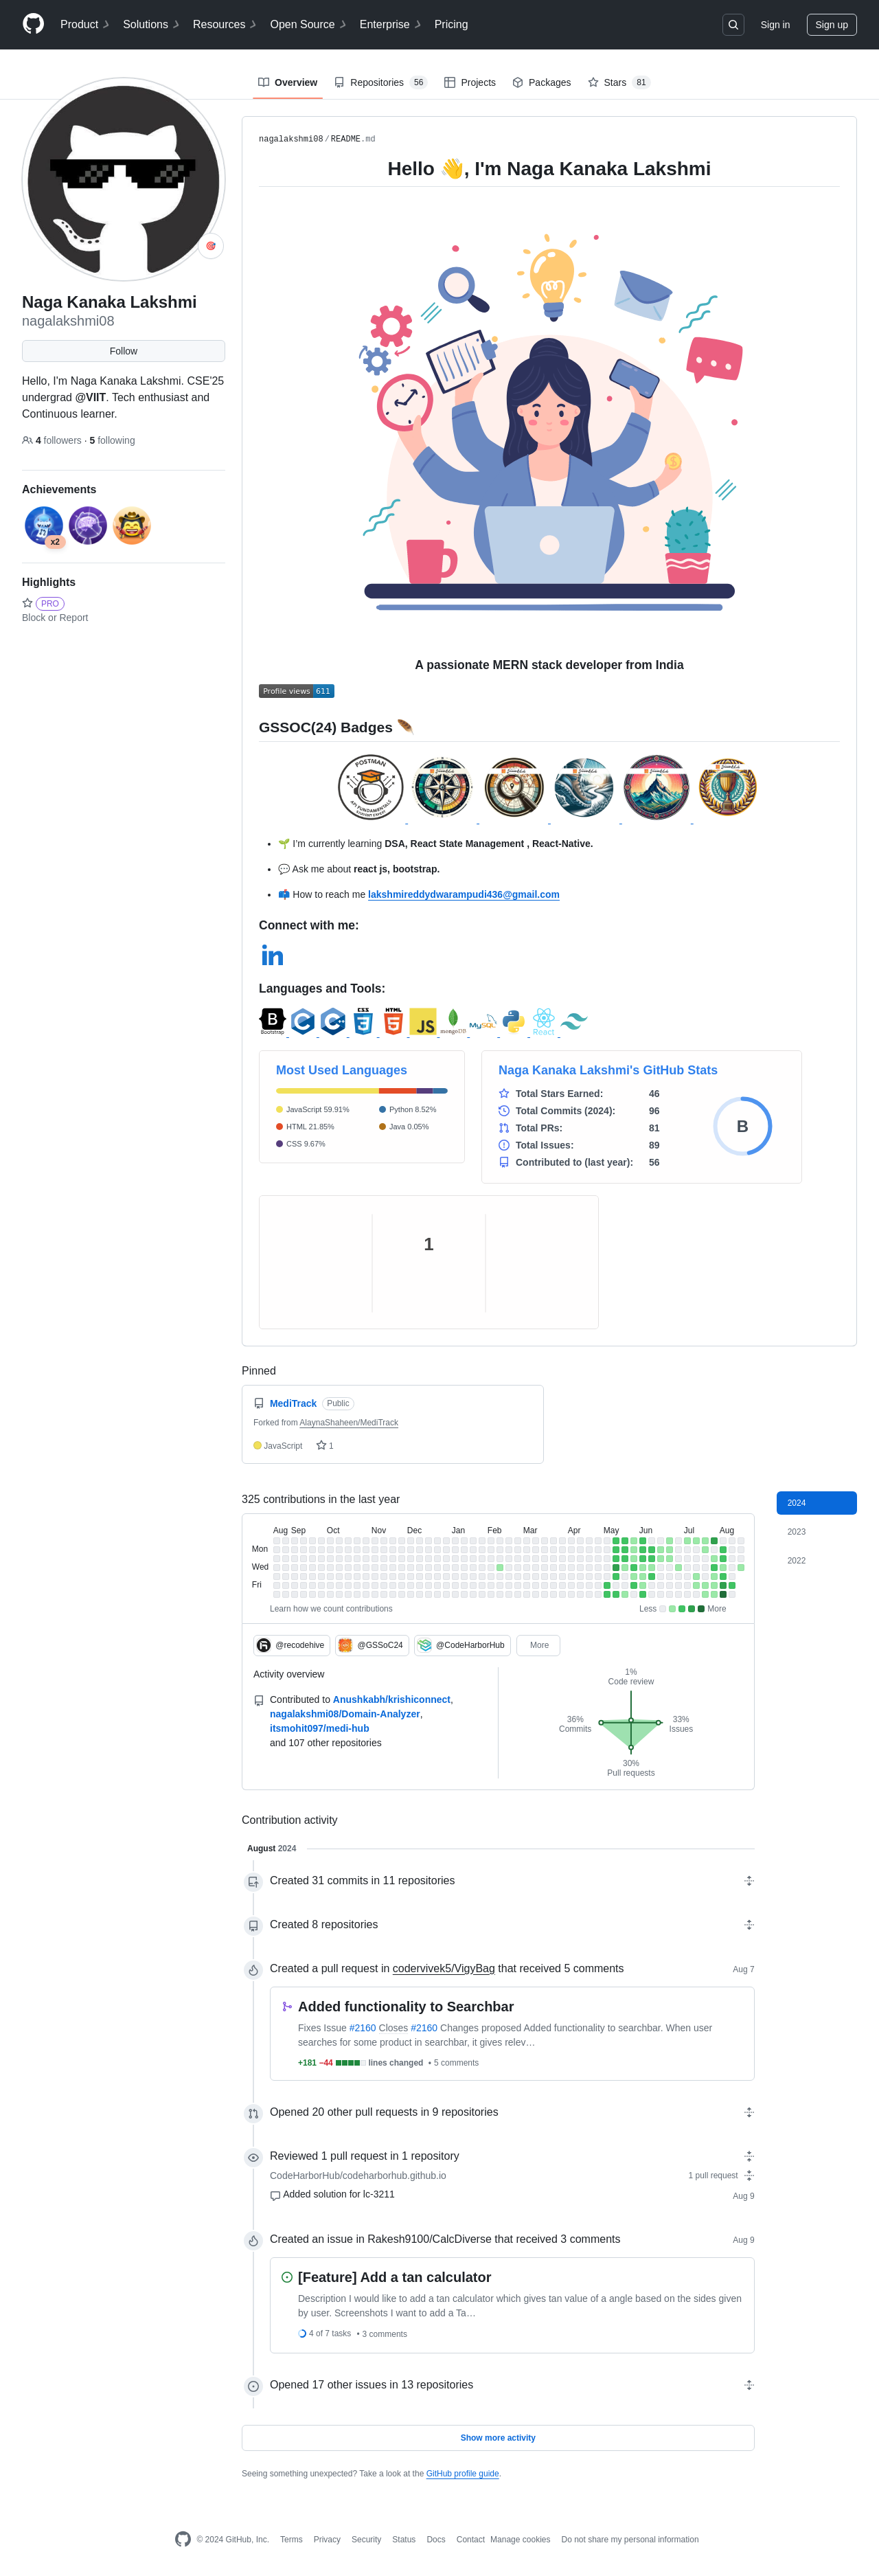 Product Solutions Resources Open Source Enterprise Pricing Sign in Sign up
Overview Repositories 56 Projects Packages Stars 81
Naga Kanaka Lakshmi
nagalakshmi08
Follow
Hello, I'm Naga Kanaka Lakshmi. CSE'25
undergrad @VIIT. Tech enthusiast and
Continuous learner.
4 followers · 5 following
Achievements
x2
Highlights
PRO
Block or Report
nagalakshmi08/README.md
Hello 👋, I'm Naga Kanaka Lakshmi
A passionate MERN stack developer from India
Profile views 611
GSSOC(24) Badges 🪶
POSTMAN
API FUNDAMENTALS
STUDENT EXPERT
🌱 I'm currently learning DSA, React State Management , React-Native.
💬 Ask me about react js, bootstrap.
📫 How to reach me lakshmireddydwarampudi436@gmail.com
Connect with me:
in
Languages and Tools:
B Bootstrap C C++ CSS 3 HTML 5 JS mongoDB MySQL React
Most Used Languages
JavaScript 59.91%
HTML 21.85%
CSS 9.67%
Python 8.52%
Java 0.05%
Naga Kanaka Lakshmi's GitHub Stats
Total Stars Earned: 46
Total Commits (2024): 96
Total PRs: 81
Total Issues: 89
Contributed to (last year): 56
B
1
Pinned
MediTrack Public
Forked from AlaynaShaheen/MediTrack
JavaScript 1
325 contributions in the last year
2024
2023
2022
Aug Sep Oct Nov Dec Jan Feb Mar Apr May Jun Jul Aug
Mon
Wed
Fri
Learn how we count contributions Less More
@recodehive @GSSoC24 @CodeHarborHub More
Activity overview
Contributed to Anushkabh/krishiconnect,
nagalakshmi08/Domain-Analyzer,
itsmohit097/medi-hub
and 107 other repositories
1%
Code review
36%
Commits
33%
Issues
30%
Pull requests
Contribution activity
August 2024
Created 31 commits in 11 repositories
Created 8 repositories
Created a pull request in codervivek5/VigyBag that received 5 comments Aug 7
Added functionality to Searchbar
Fixes Issue #2160 Closes #2160 Changes proposed Added functionality to searchbar. When user
searches for some product in searchbar, it gives relev…
+181 −44 lines changed • 5 comments
Opened 20 other pull requests in 9 repositories
Reviewed 1 pull request in 1 repository
CodeHarborHub/codeharborhub.github.io 1 pull request
Added solution for lc-3211 Aug 9
Created an issue in Rakesh9100/CalcDiverse that received 3 comments Aug 9
[Feature] Add a tan calculator
Description I would like to add a tan calculator which gives tan value of a angle based on the sides given
by user. Screenshots I want to add a Ta…
4 of 7 tasks • 3 comments
Opened 17 other issues in 13 repositories
Show more activity
Seeing something unexpected? Take a look at the GitHub profile guide.
© 2024 GitHub, Inc. Terms Privacy Security Status Docs Contact Manage cookies Do not share my personal information